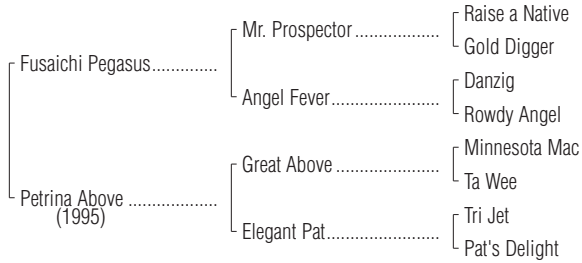 Raise a Native
Mr. Prospector ....................
Gold Digger
Fusaichi Pegasus..............
Danzig
Angel Fever.........................
Rowdy Angel
Minnesota Mac
Great Above ........................
Ta Wee
Petrina Above ...................
(1995)
Tri Jet
Elegant Pat..........................
Pat's Delight